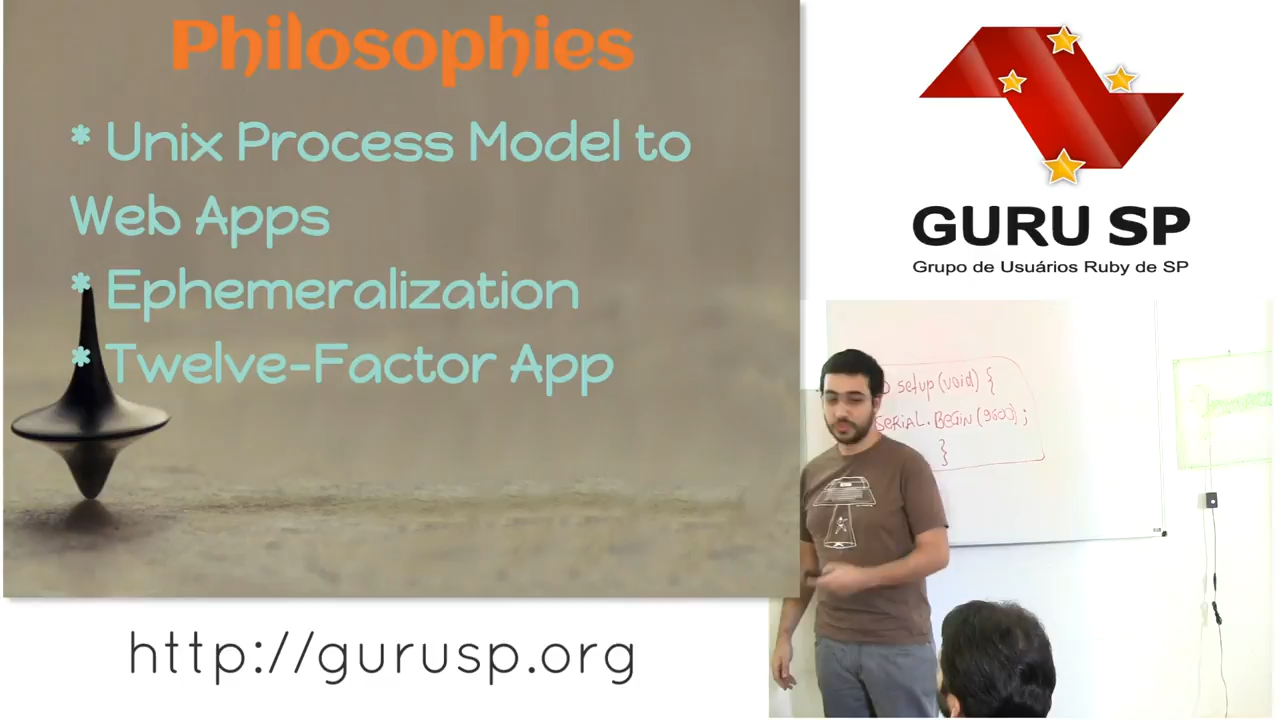 Philosophies
* Unix Process Model to
Web Apps
* Ephemeralization
* Twelve-Factor App
http://gurusp.org
GURU SP
Grupo de Usuários Ruby de SP
setup(void) {
SERIAL.BEGIN(9600);
}